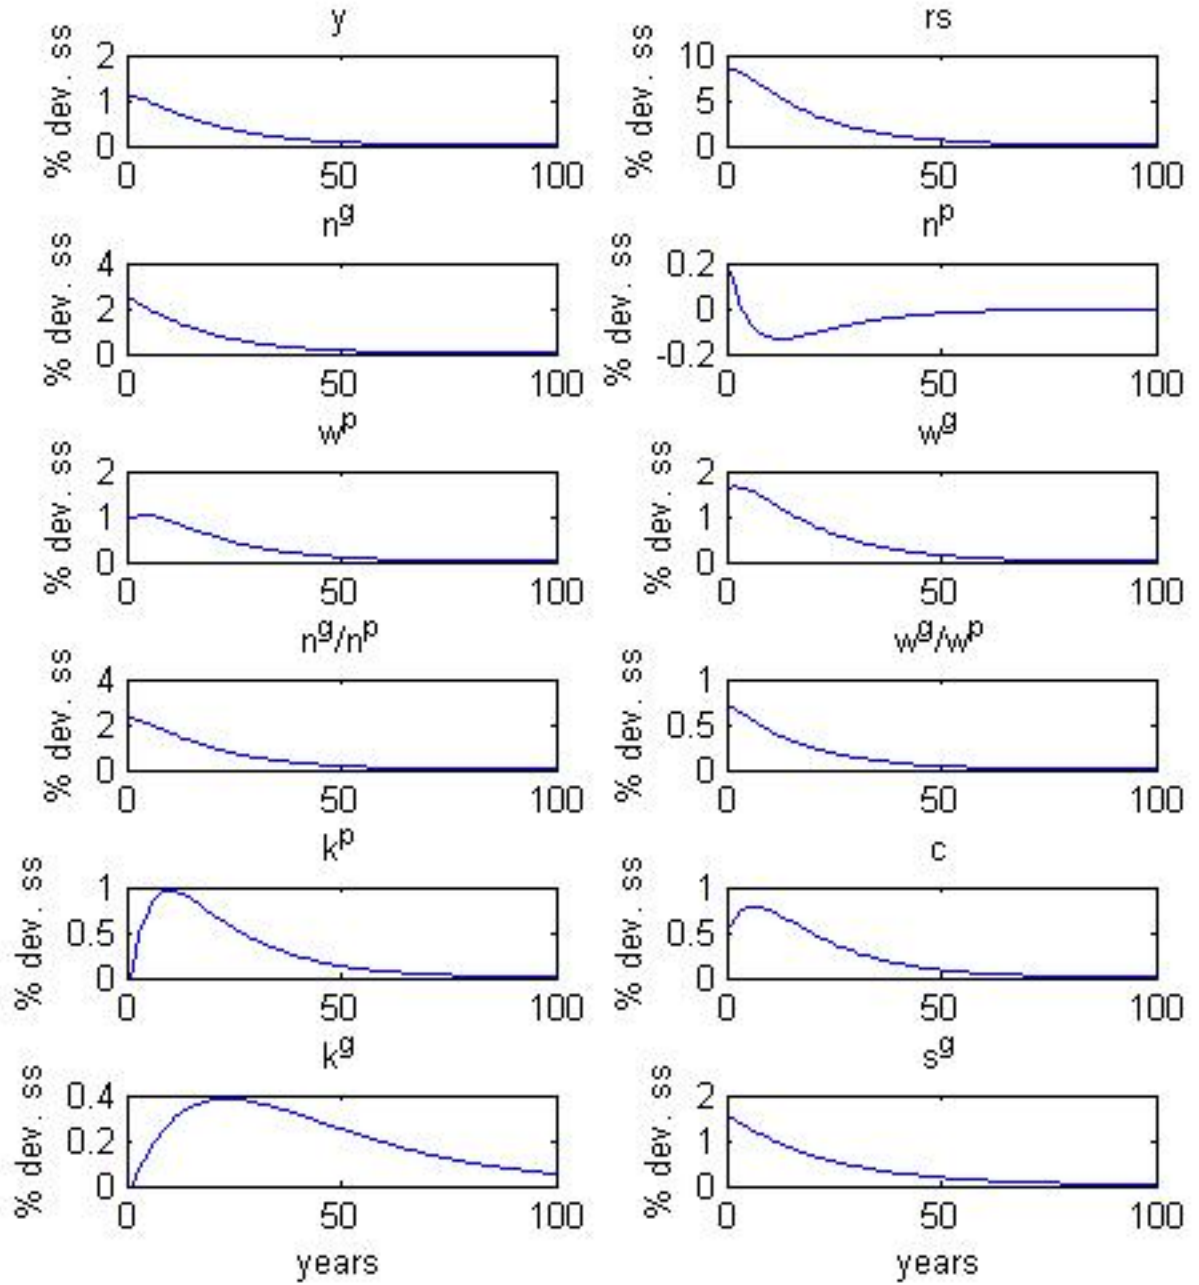 y rs
% dev. ss 2 1 0 % dev. ss 10 5 0
0 50 100 0 50 100
n^g n^p
% dev. ss 4 2 0 % dev. ss 0.2 0 -0.2
0 50 100 0 50 100
w^p w^g
% dev. ss 2 1 0 % dev. ss 2 1 0
0 50 100 0 50 100
n^g/n^p w^g/w^p
% dev. ss 4 2 0 % dev. ss 1 0.5 0
0 50 100 0 50 100
k^p c
% dev. ss 1 0.5 0 % dev. ss 1 0.5 0
0 50 100 0 50 100
k^g s^g
% dev. ss 0.4 0.2 0 % dev. ss 2 1 0
0 50 100 0 50 100
years years